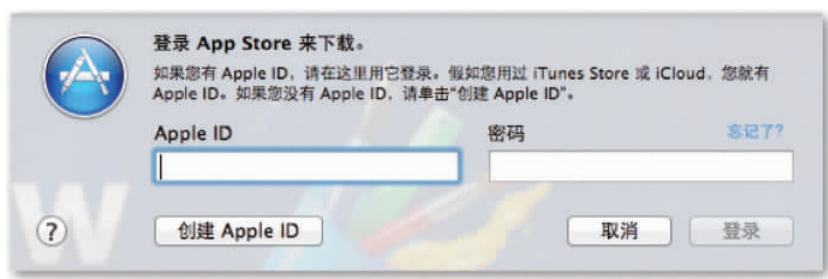 登录 App Store 来下载。
如果您有 Apple ID，请在这里用它登录。假如您用过 iTunes Store 或 iCloud，您就有
Apple ID。如果您没有 Apple ID，请单击“创建 Apple ID”。
Apple ID
密码
忘记了?
?
创建 Apple ID
取消
登录